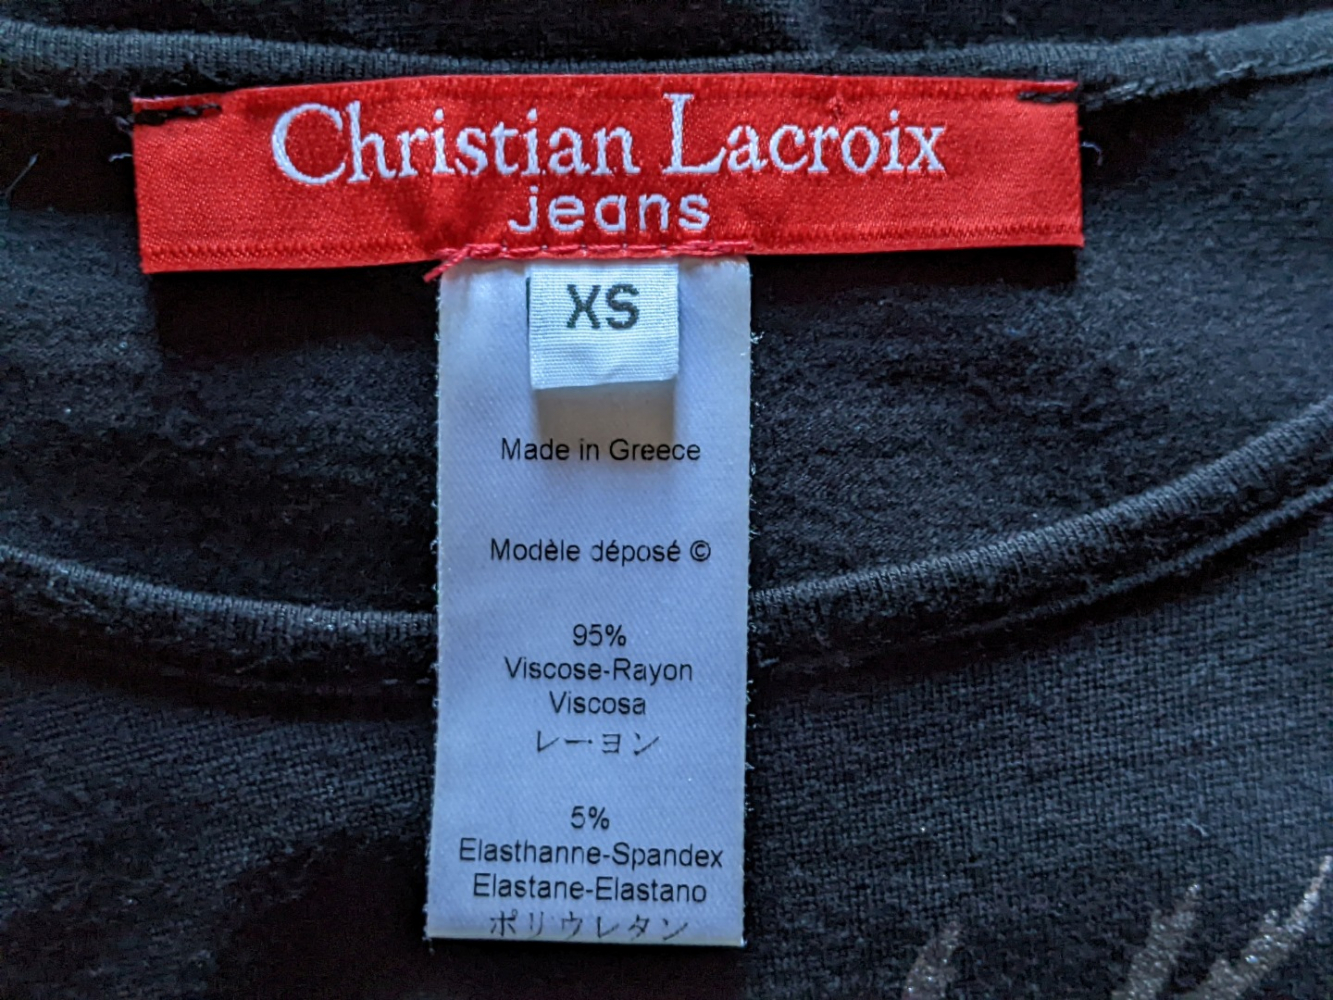 Christian Lacroix
jeans
XS
Made in Greece
Modèle déposé ©
95%
Viscose-Rayon
Viscosa
レーヨン
5%
Elasthanne-Spandex
Elastane-Elastano
ポリウレタン